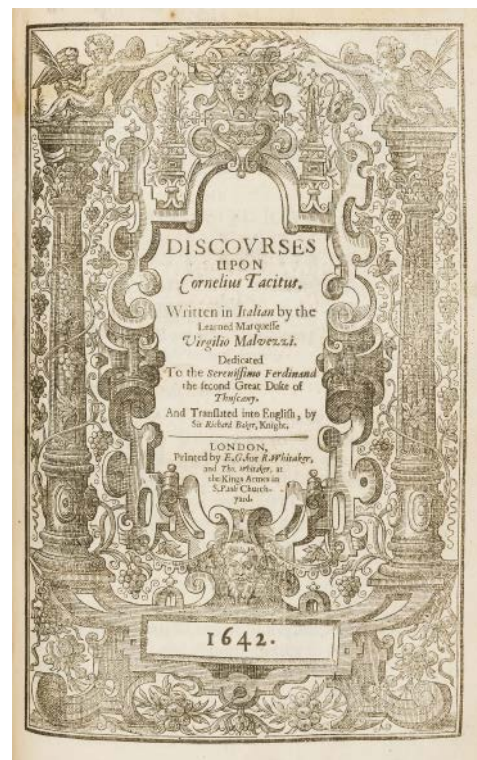 DISCOVRSES
UPON
Cornelius Tacitus.
Written in Italian by the
Learned Marquesse
Virgilio Malvezzi.
Dedicated
To the Serenissimo Ferdinand
the second Great Duke of
Thuscany.
And Translated into English, by
Sir Richard Baker, Knight.
LONDON,
Printed by E.G. for R. Whitaker,
and Tho. Whitaker, at
the Kings Armes in
S. Pauls Church-
yard.
1642.